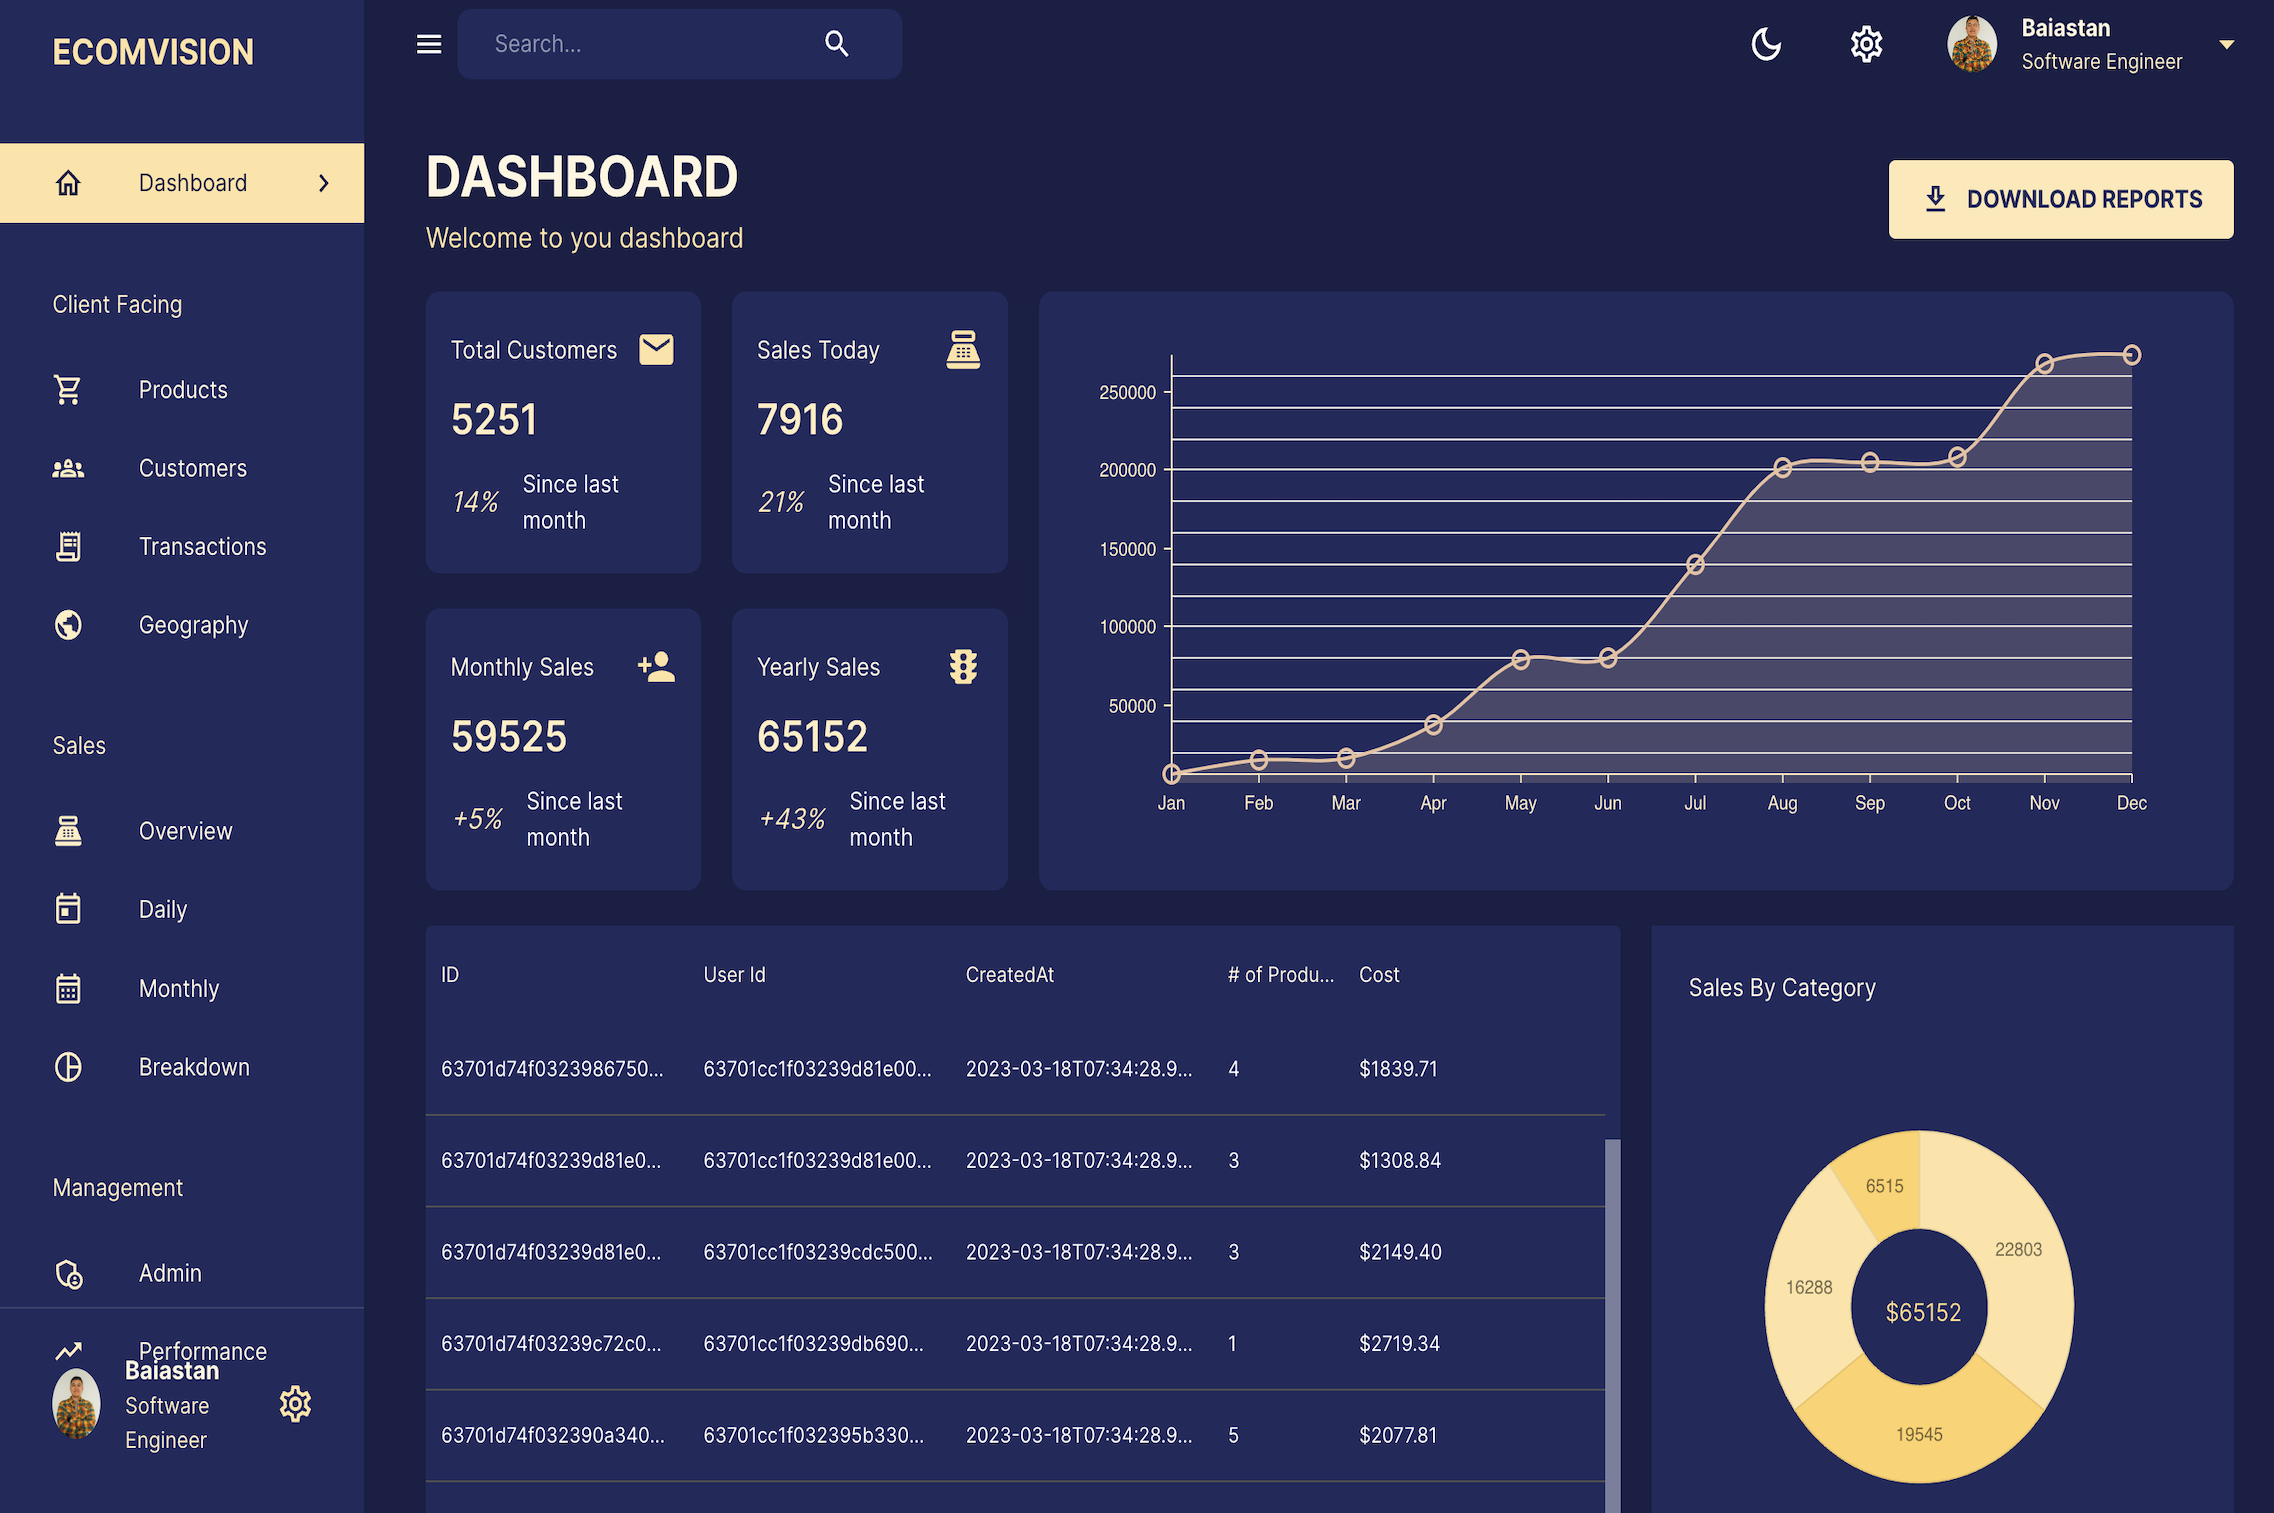 ECOMVISION
Search...
Baiastan
Software Engineer
Dashboard
Client Facing
Products
Customers
Transactions
Geography
Sales
Overview
Daily
Monthly
Breakdown
Management
Admin
Performance
Baiastan
Software
Engineer
DASHBOARD
Welcome to you dashboard
DOWNLOAD REPORTS
Total Customers
5251
14%
Since last
month
Sales Today
7916
21%
Since last
month
Monthly Sales
59525
+5%
Since last
month
Yearly Sales
65152
+43%
Since last
month
250000
200000
150000
100000
50000
Jan Feb Mar Apr May Jun Jul Aug Sep Oct Nov Dec
ID User Id CreatedAt # of Produ... Cost
63701d74f0323986750... 63701cc1f03239d81e00... 2023-03-18T07:34:28.9... 4 $1839.71
63701d74f03239d81e0... 63701cc1f03239d81e00... 2023-03-18T07:34:28.9... 3 $1308.84
63701d74f03239d81e0... 63701cc1f03239cdc500... 2023-03-18T07:34:28.9... 3 $2149.40
63701d74f03239c72c0... 63701cc1f03239db690... 2023-03-18T07:34:28.9... 1 $2719.34
63701d74f032390a340... 63701cc1f032395b330... 2023-03-18T07:34:28.9... 5 $2077.81
Sales By Category
6515
22803
16288
$65152
19545